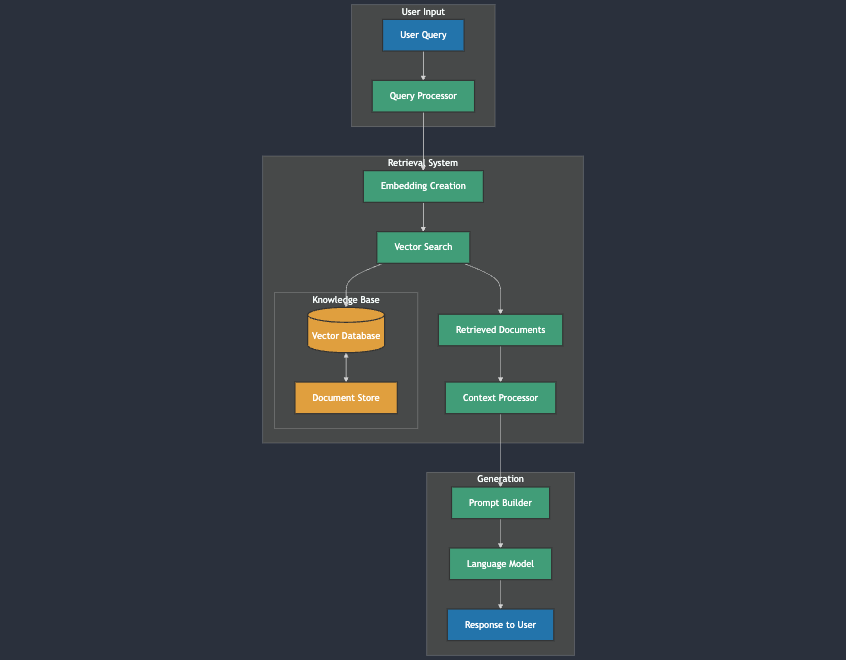 User Input
User Query
Query Processor
Retrieval System
Embedding Creation
Vector Search
Knowledge Base
Vector Database
Document Store
Retrieved Documents
Context Processor
Generation
Prompt Builder
Language Model
Response to User